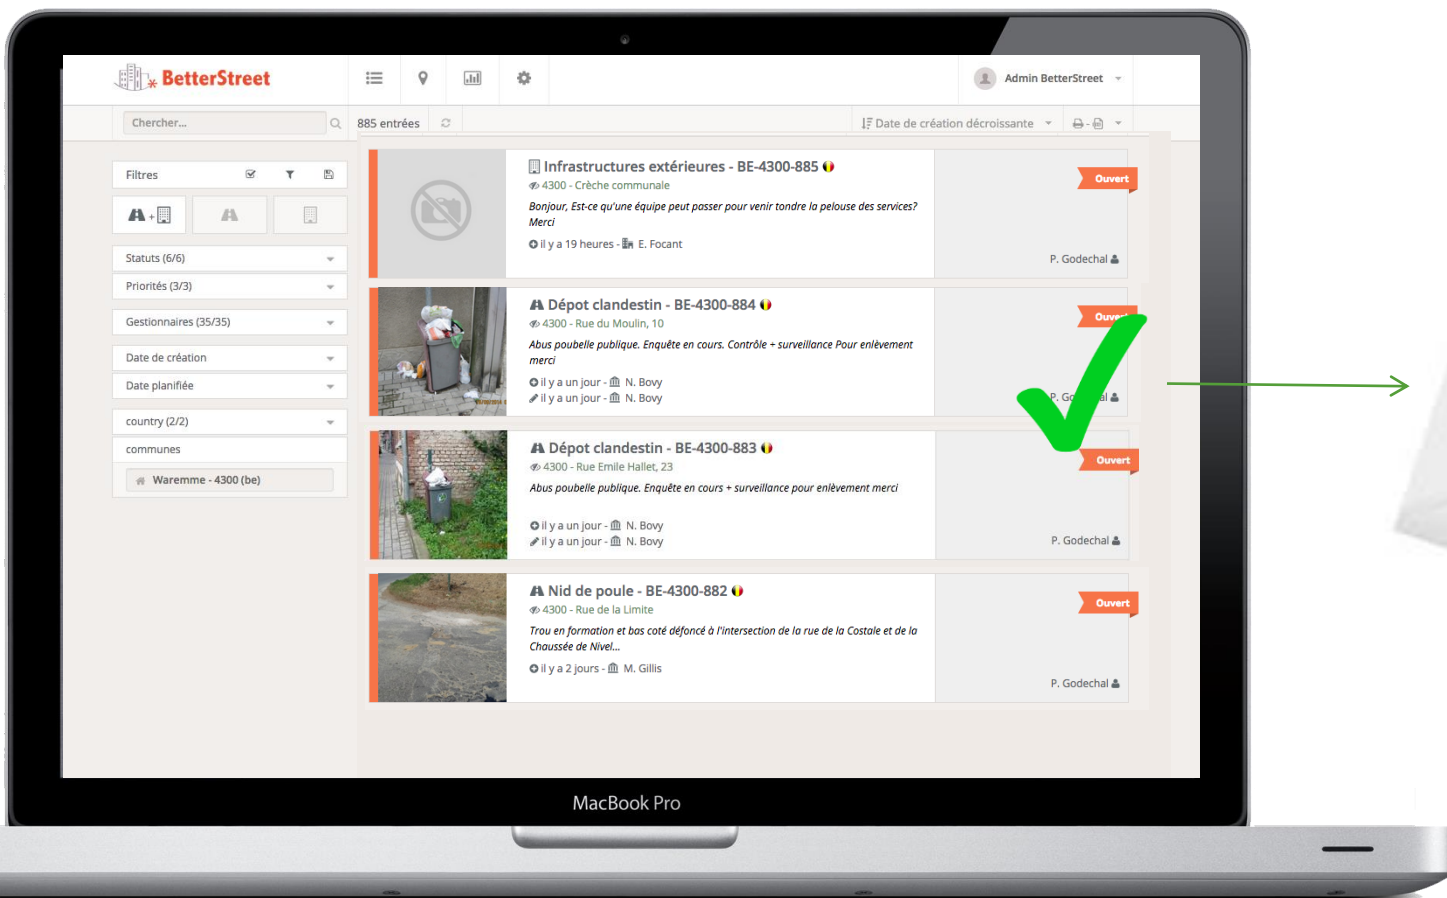 BetterStreet
Admin BetterStreet
Chercher...
885 entrées
Date de création décroissante
Filtres
Statuts (6/6)
Priorités (3/3)
Gestionnaires (35/35)
Date de création
Date planifiée
country (2/2)
communes
Waremme - 4300 (be)
Infrastructures extérieures - BE-4300-885
4300 - Crèche communale
Bonjour, Est-ce qu'une équipe peut passer pour venir tondre la pelouse des services?
Merci
il y a 19 heures - E. Focant
Ouvert
P. Godechal
Dépot clandestin - BE-4300-884
4300 - Rue du Moulin, 10
Abus poubelle publique. Enquête en cours. Contrôle + surveillance Pour enlèvement
merci
il y a un jour - N. Bovy
il y a un jour - N. Bovy
Dépot clandestin - BE-4300-883
4300 - Rue Emile Hallet, 23
Abus poubelle publique. Enquête en cours + surveillance pour enlèvement merci
il y a un jour - N. Bovy
il y a un jour - N. Bovy
Ouvert
P. Godechal
Nid de poule - BE-4300-882
4300 - Rue de la Limite
Trou en formation et bas coté défoncé à l'intersection de la rue de la Costale et de la
Chaussée de Nivel...
il y a 2 jours - M. Gillis
Ouvert
P. Godechal
MacBook Pro